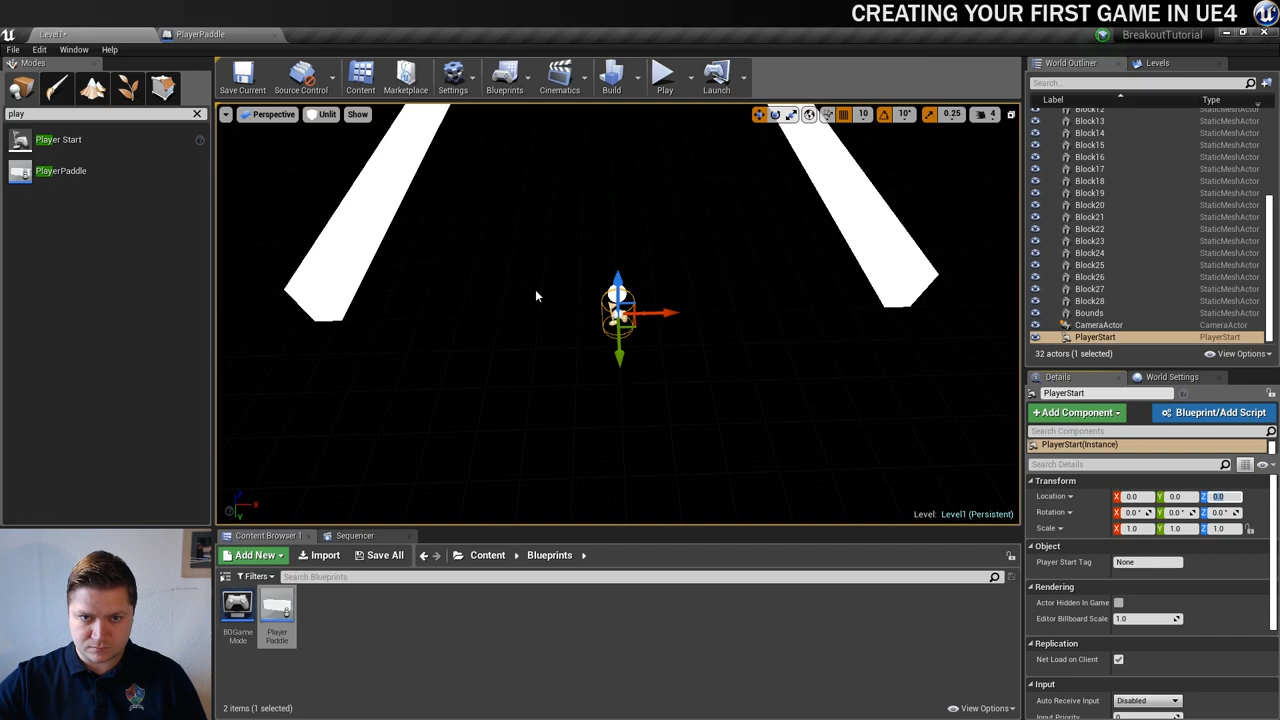 CREATING YOUR FIRST GAME IN UE4
Level1*
PlayerPaddle
BreakoutTutorial
File Edit Window Help
Modes
play
Player Start
PlayerPaddle
Save Current
Source Control
Content
Marketplace
Settings
Blueprints
Cinematics
Build
Play
Launch
Perspective
Unlit
Show
10
10°
0.25
4
X
Z
Y
Level: Level1 (Persistent)
World Outliner
Levels
Search...
Label Type
Block12 StaticMeshActor
Block13 StaticMeshActor
Block14 StaticMeshActor
Block15 StaticMeshActor
Block16 StaticMeshActor
Block17 StaticMeshActor
Block18 StaticMeshActor
Block19 StaticMeshActor
Block20 StaticMeshActor
Block21 StaticMeshActor
Block22 StaticMeshActor
Block23 StaticMeshActor
Block24 StaticMeshActor
Block25 StaticMeshActor
Block26 StaticMeshActor
Block27 StaticMeshActor
Block28 StaticMeshActor
Bounds StaticMeshActor
CameraActor CameraActor
PlayerStart PlayerStart
32 actors (1 selected)
View Options
Details
World Settings
PlayerStart
+Add Component
Blueprint/Add Script
Search Components
PlayerStart(Instance)
Search Details
Transform
Location X 0.0 Y 0.0 Z 0.0
Rotation X 0.0° Y 0.0° Z 0.0°
Scale X 1.0 Y 1.0 Z 1.0
Object
Player Start Tag None
Rendering
Actor Hidden In Game
Editor Billboard Scale 1.0
Replication
Net Load on Client
Input
Auto Receive Input Disabled
Input Priority
Content Browser 1
Sequencer
Add New
Import
Save All
Content
Blueprints
Filters
Search Blueprints
BOGame
Mode
Player
Paddle
2 items (1 selected)
View Options